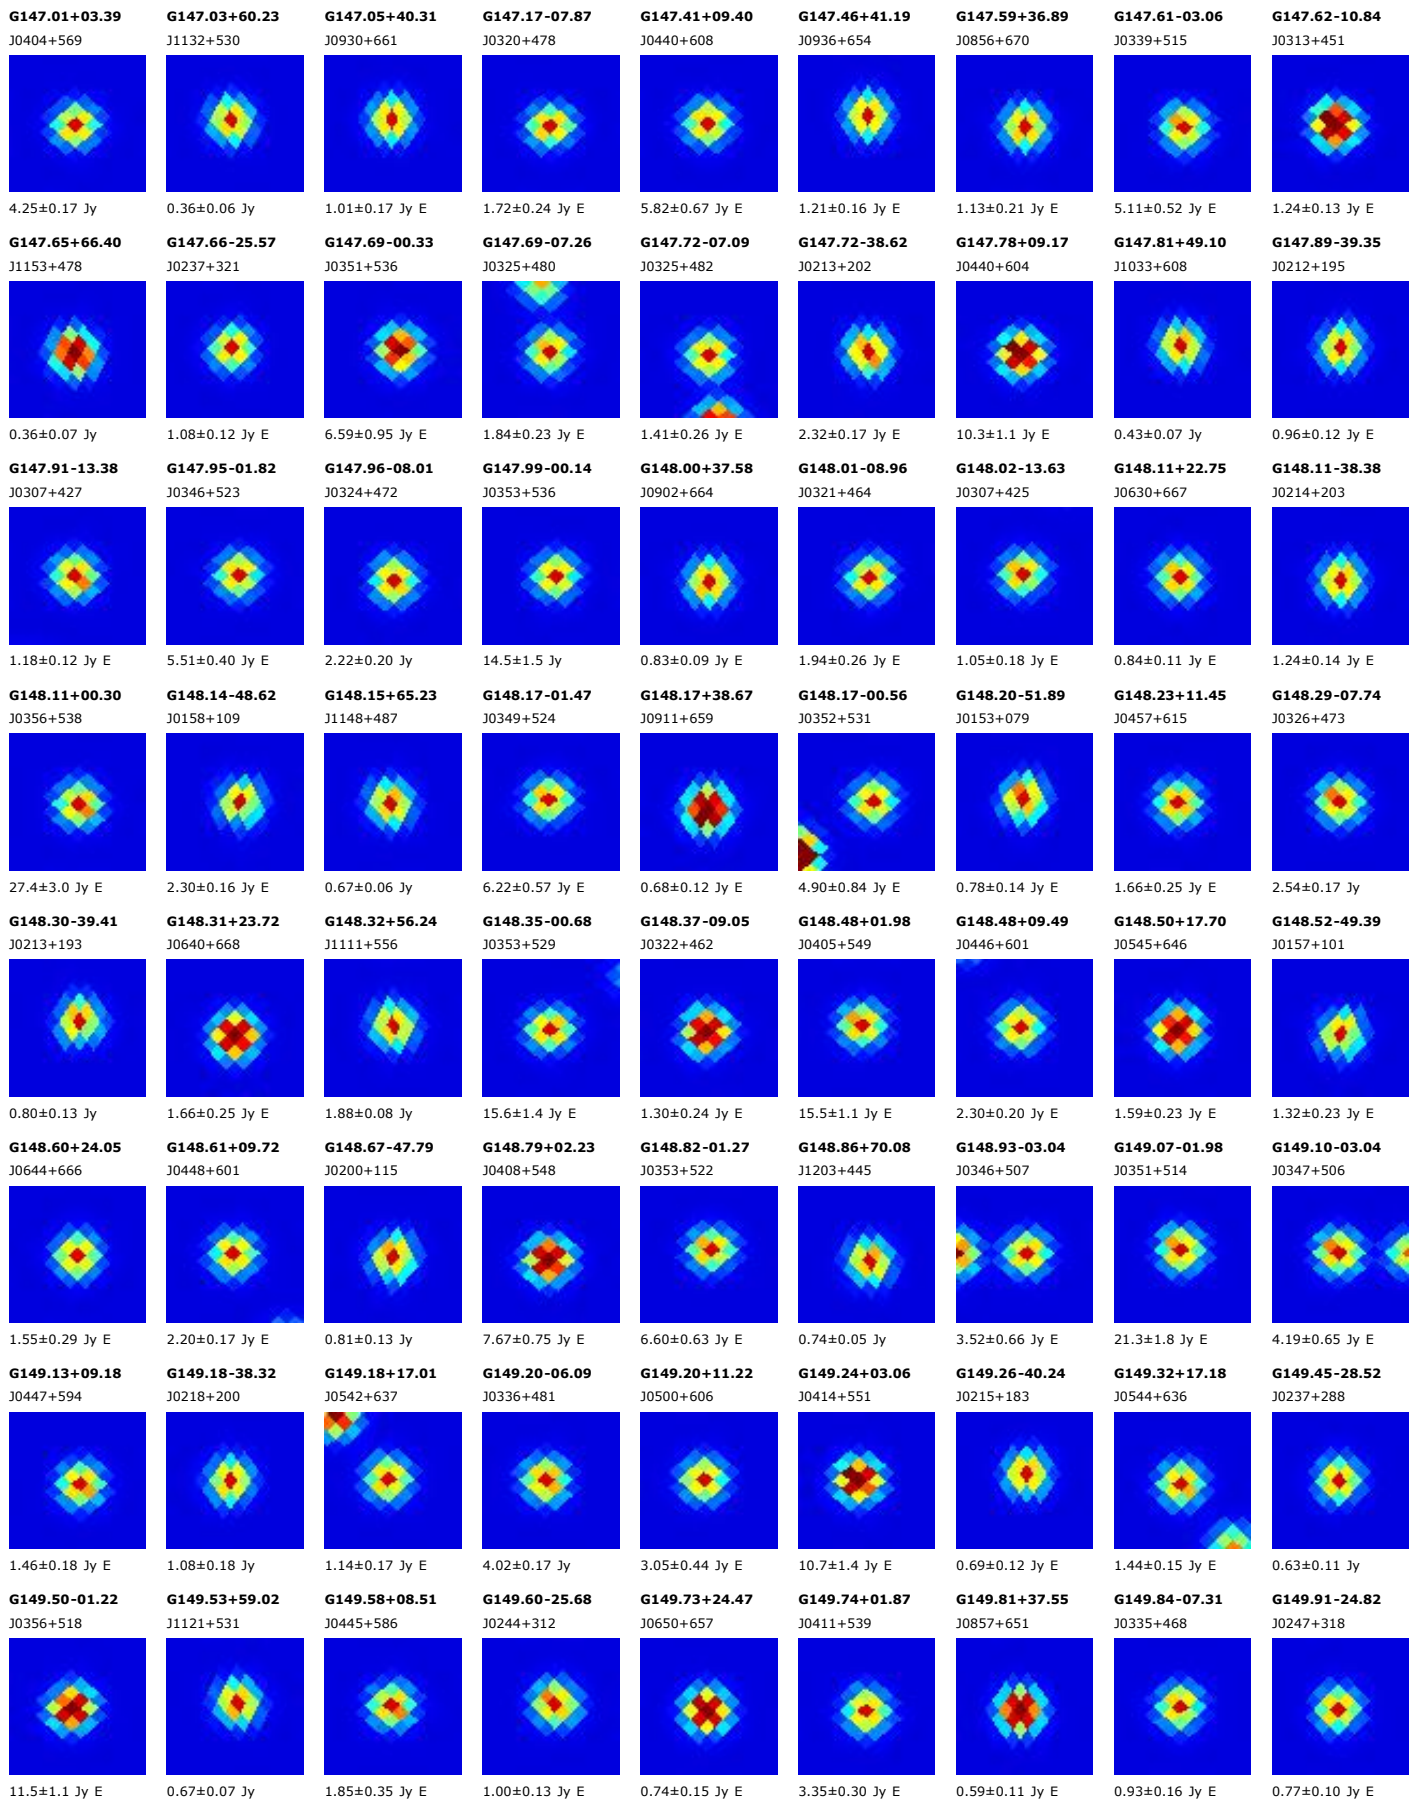 G147.01+03.39 G147.03+60.23 G147.05+40.31 G147.17-07.87 G147.41+09.40 G147.46+41.19 G147.59+36.89 G147.61-03.06 G147.62-10.84
J0404+569 J1132+530 J0930+661 J0320+478 J0440+608 J0936+654 J0856+670 J0339+515 J0313+451
4.25±0.17 Jy 0.36±0.06 Jy 1.01±0.17 Jy E 1.72±0.24 Jy E 5.82±0.67 Jy E 1.21±0.16 Jy E 1.13±0.21 Jy E 5.11±0.52 Jy E 1.24±0.13 Jy E
G147.65+66.40 G147.66-25.57 G147.69-00.33 G147.69-07.26 G147.72-07.09 G147.72-38.62 G147.78+09.17 G147.81+49.10 G147.89-39.35
J1153+478 J0237+321 J0351+536 J0325+480 J0325+482 J0213+202 J0440+604 J1033+608 J0212+195
0.36±0.07 Jy 1.08±0.12 Jy E 6.59±0.95 Jy E 1.84±0.23 Jy E 1.41±0.26 Jy E 2.32±0.17 Jy E 10.3±1.1 Jy E 0.43±0.07 Jy 0.96±0.12 Jy E
G147.91-13.38 G147.95-01.82 G147.96-08.01 G147.99-00.14 G148.00+37.58 G148.01-08.96 G148.02-13.63 G148.11+22.75 G148.11-38.38
J0307+427 J0346+523 J0324+472 J0353+536 J0902+664 J0321+464 J0307+425 J0630+667 J0214+203
1.18±0.12 Jy E 5.51±0.40 Jy E 2.22±0.20 Jy 14.5±1.5 Jy 0.83±0.09 Jy E 1.94±0.26 Jy E 1.05±0.18 Jy E 0.84±0.11 Jy E 1.24±0.14 Jy E
G148.11+00.30 G148.14-48.62 G148.15+65.23 G148.17-01.47 G148.17+38.67 G148.17-00.56 G148.20-51.89 G148.23+11.45 G148.29-07.74
J0356+538 J0158+109 J1148+487 J0349+524 J0911+659 J0352+531 J0153+079 J0457+615 J0326+473
27.4±3.0 Jy E 2.30±0.16 Jy E 0.67±0.06 Jy 6.22±0.57 Jy E 0.68±0.12 Jy E 4.90±0.84 Jy E 0.78±0.14 Jy E 1.66±0.25 Jy E 2.54±0.17 Jy
G148.30-39.41 G148.31+23.72 G148.32+56.24 G148.35-00.68 G148.37-09.05 G148.48+01.98 G148.48+09.49 G148.50+17.70 G148.52-49.39
J0213+193 J0640+668 J1111+556 J0353+529 J0322+462 J0405+549 J0446+601 J0545+646 J0157+101
0.80±0.13 Jy 1.66±0.25 Jy E 1.88±0.08 Jy 15.6±1.4 Jy E 1.30±0.24 Jy E 15.5±1.1 Jy E 2.30±0.20 Jy E 1.59±0.23 Jy E 1.32±0.23 Jy E
G148.60+24.05 G148.61+09.72 G148.67-47.79 G148.79+02.23 G148.82-01.27 G148.86+70.08 G148.93-03.04 G149.07-01.98 G149.10-03.04
J0644+666 J0448+601 J0200+115 J0408+548 J0353+522 J1203+445 J0346+507 J0351+514 J0347+506
1.55±0.29 Jy E 2.20±0.17 Jy E 0.81±0.13 Jy 7.67±0.75 Jy E 6.60±0.63 Jy E 0.74±0.05 Jy 3.52±0.66 Jy E 21.3±1.8 Jy E 4.19±0.65 Jy E
G149.13+09.18 G149.18-38.32 G149.18+17.01 G149.20-06.09 G149.20+11.22 G149.24+03.06 G149.26-40.24 G149.32+17.18 G149.45-28.52
J0447+594 J0218+200 J0542+637 J0336+481 J0500+606 J0414+551 J0215+183 J0544+636 J0237+288
1.46±0.18 Jy E 1.08±0.18 Jy 1.14±0.17 Jy E 4.02±0.17 Jy 3.05±0.44 Jy E 10.7±1.4 Jy E 0.69±0.12 Jy E 1.44±0.15 Jy E 0.63±0.11 Jy
G149.50-01.22 G149.53+59.02 G149.58+08.51 G149.60-25.68 G149.73+24.47 G149.74+01.87 G149.81+37.55 G149.84-07.31 G149.91-24.82
J0356+518 J1121+531 J0445+586 J0244+312 J0650+657 J0411+539 J0857+651 J0335+468 J0247+318
11.5±1.1 Jy E 0.67±0.07 Jy 1.85±0.35 Jy E 1.00±0.13 Jy E 0.74±0.15 Jy E 3.35±0.30 Jy E 0.59±0.11 Jy E 0.93±0.16 Jy E 0.77±0.10 Jy E